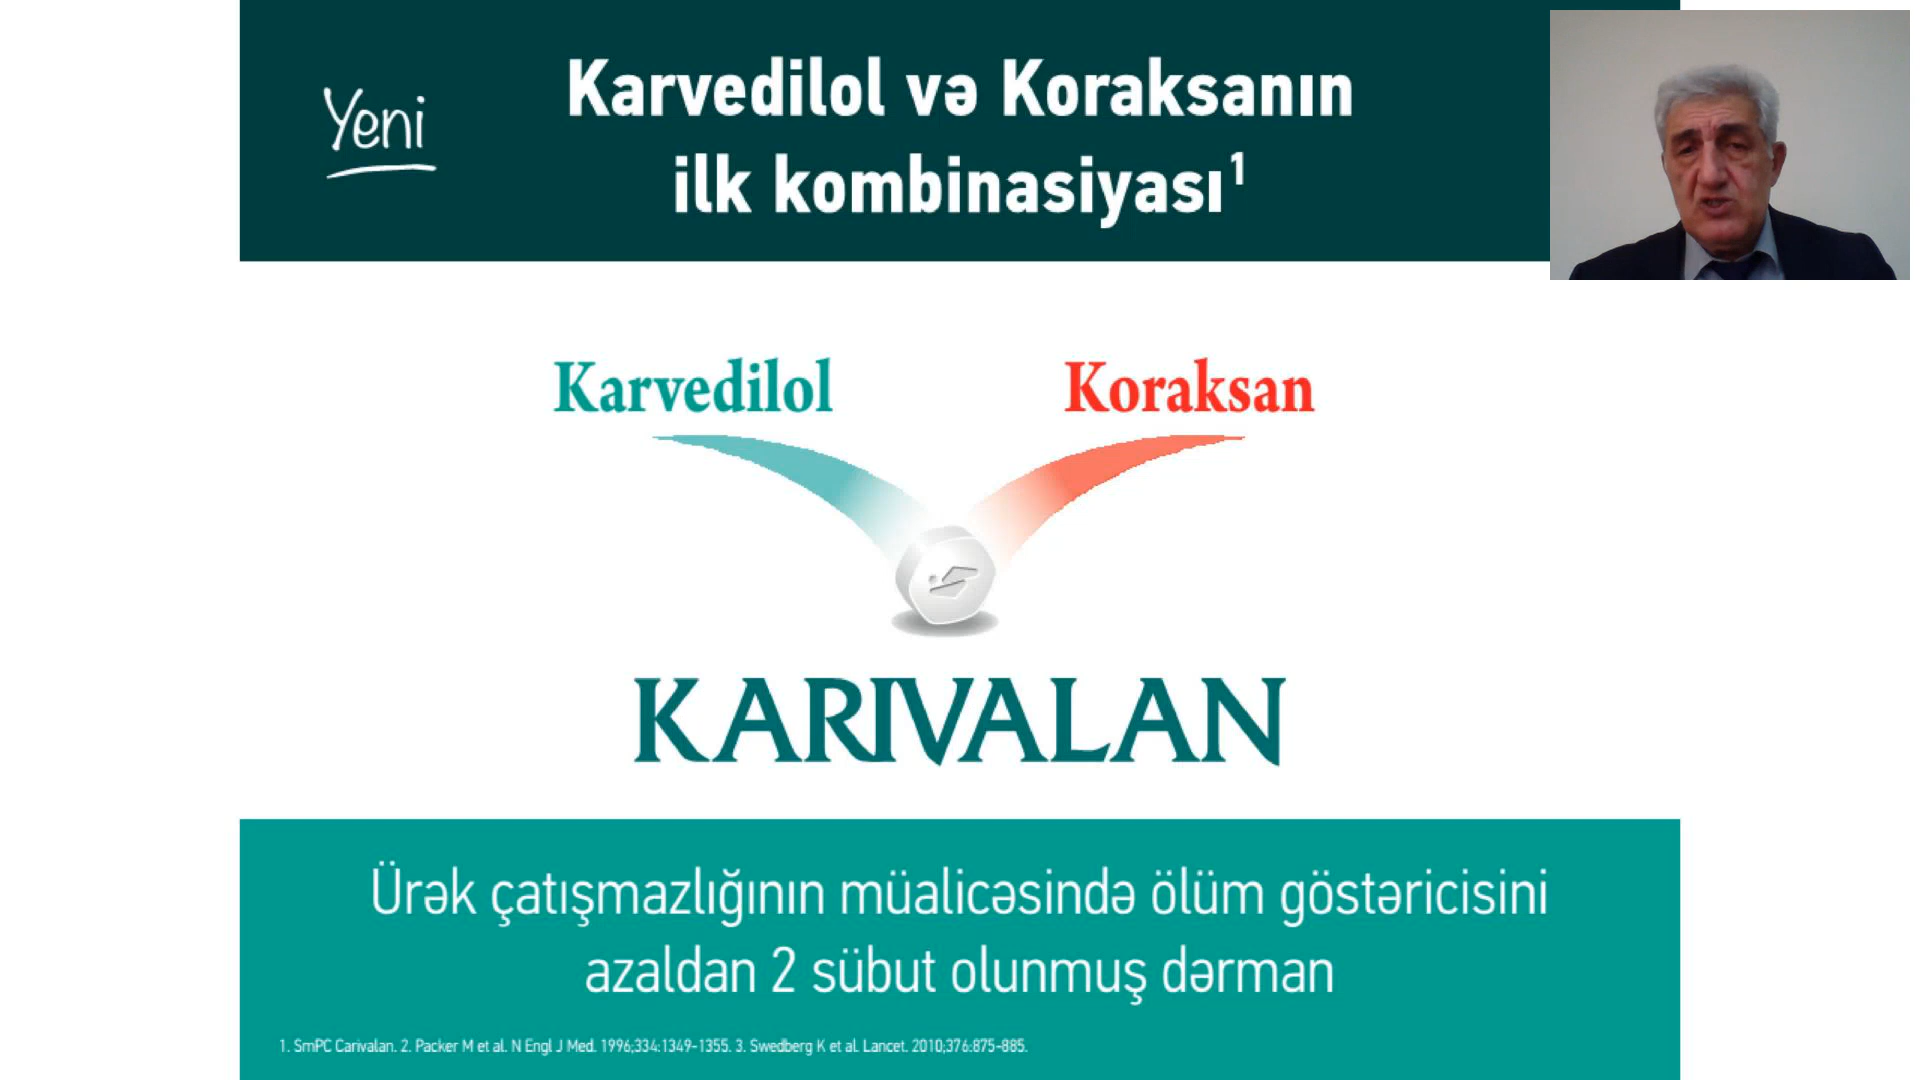 Yeni
Karvedilol və Koraksanın
ilk kombinasiyası¹
Karvedilol
Koraksan
KARIVALAN
Ürək çatışmazlığının müalicəsində ölüm göstəricisini
azaldan 2 sübut olunmuş dərman
1. SmPC Carivalan. 2. Packer M et al. N Engl J Med. 1996;334:1349-1355. 3. Swedberg K et al. Lancet. 2010;376:875-885.